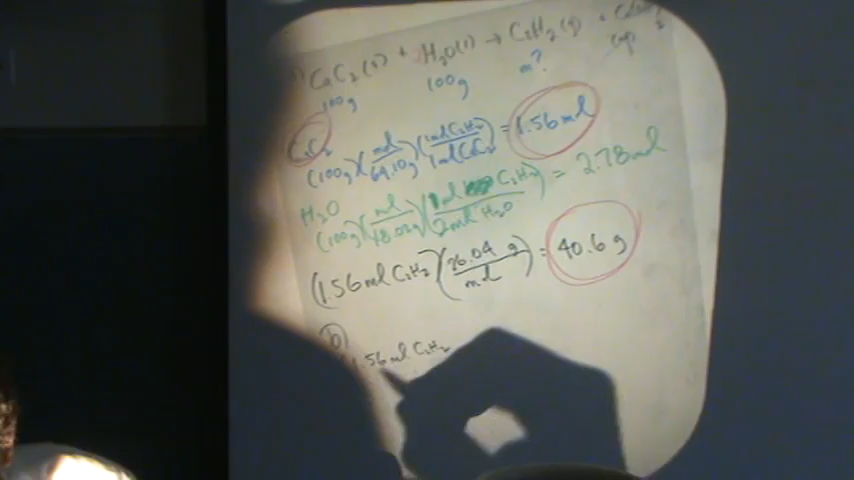 CaC₂(s) + H₂O(l) → C₂H₂(g) +
100g 100g m?
CaC₂
(100g)(mol/64.10g)(1mol C₂H₂/1mol CaC₂) = 1.56 mol
H₂O
(100g)(mol/18.02g)(1mol C₂H₂/2mol H₂O) = 2.78 mol
(1.56 mol C₂H₂)(26.04 g/mol) = 40.6 g
b)
1.56 mol C₂H₂